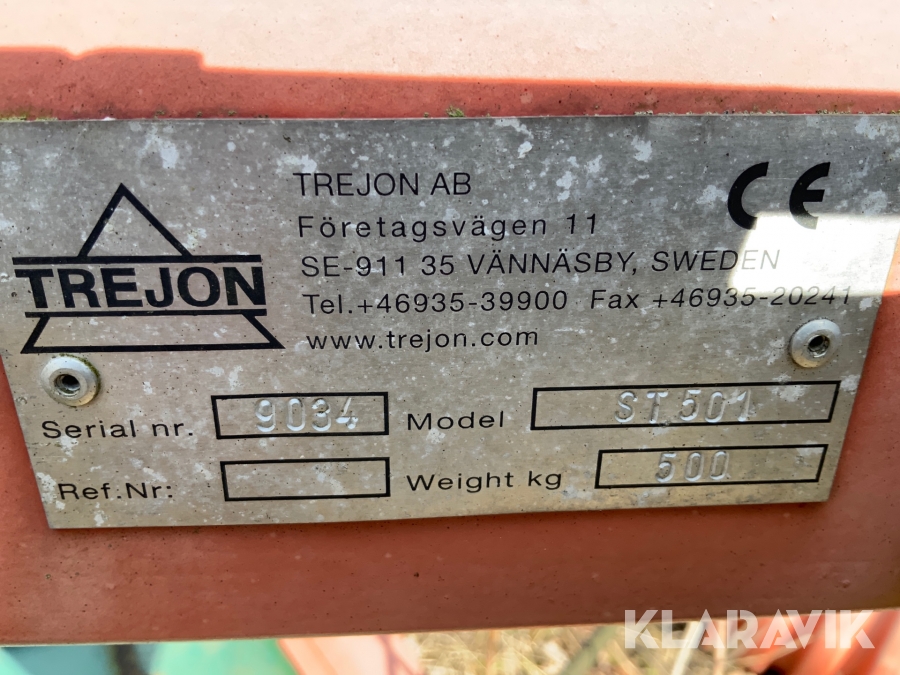 TREJON
TREJON AB
CE
Företagsvägen 11
SE-911 35 VÄNNÄSBY, SWEDEN
Tel.+46935-39900 Fax +46935-20241
www.trejon.com
Serial nr. 9034 Model ST501
Ref.Nr: Weight kg 500
KLARAVIK